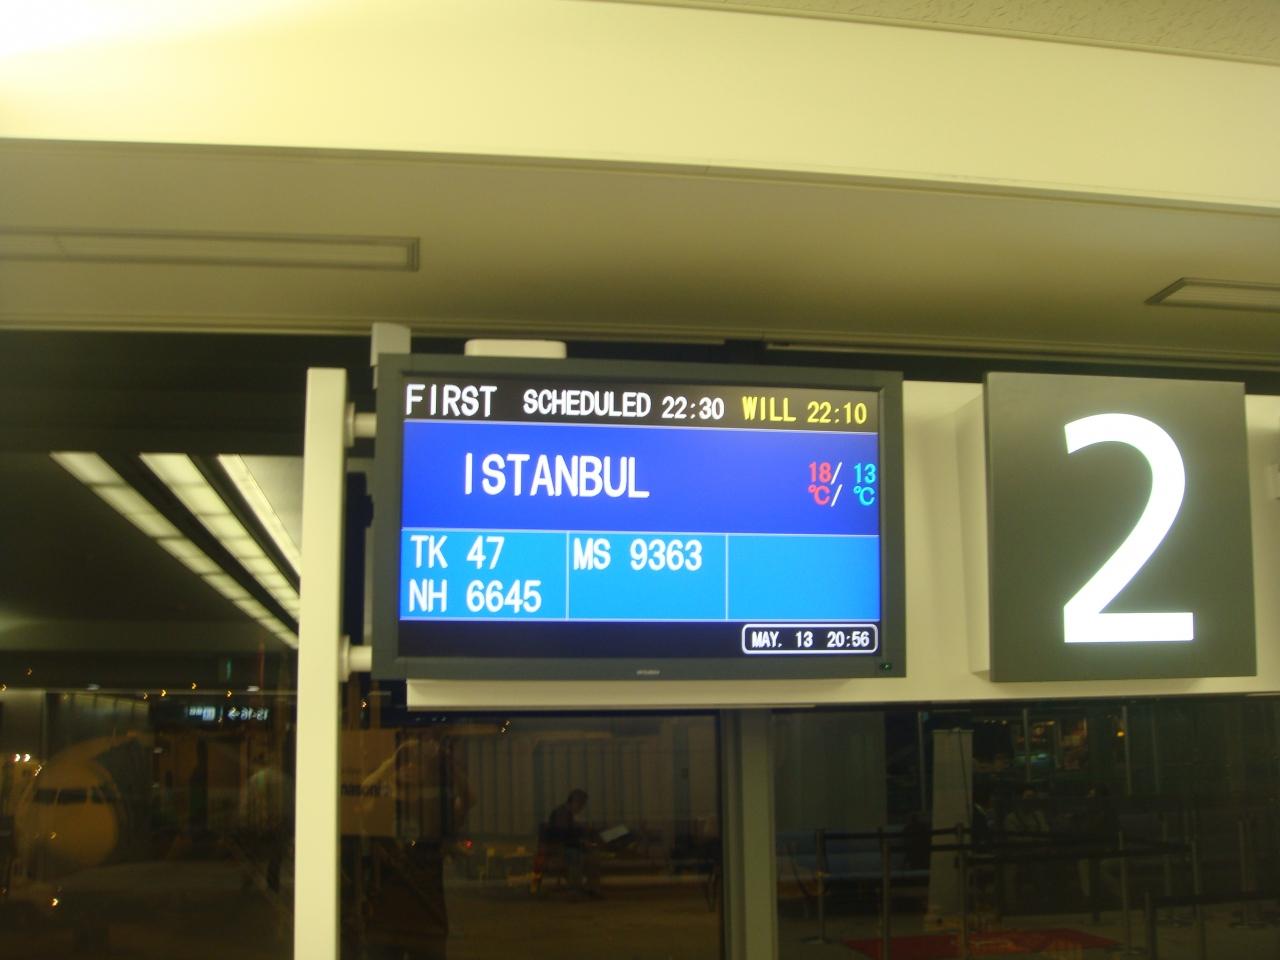 FIRST SCHEDULED 22:30 WILL 22:10
ISTANBUL 18℃/ 13℃
TK 47 MS 9363
NH 6645
MAY. 13 20:56
2